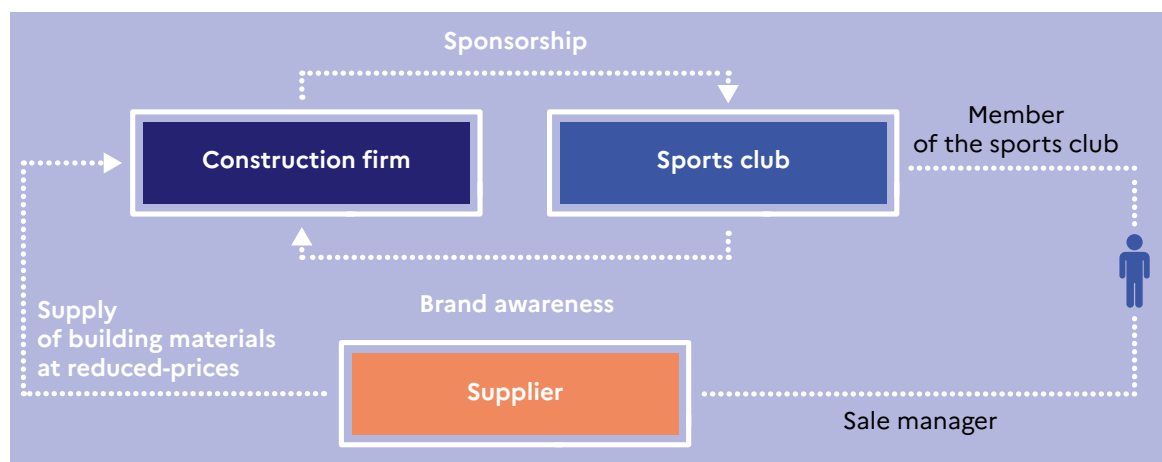 Sponsorship
Member
of the sports club
Construction firm
Sports club
Brand awareness
Supply
of building materials
at reduced-prices
Supplier
Sale manager